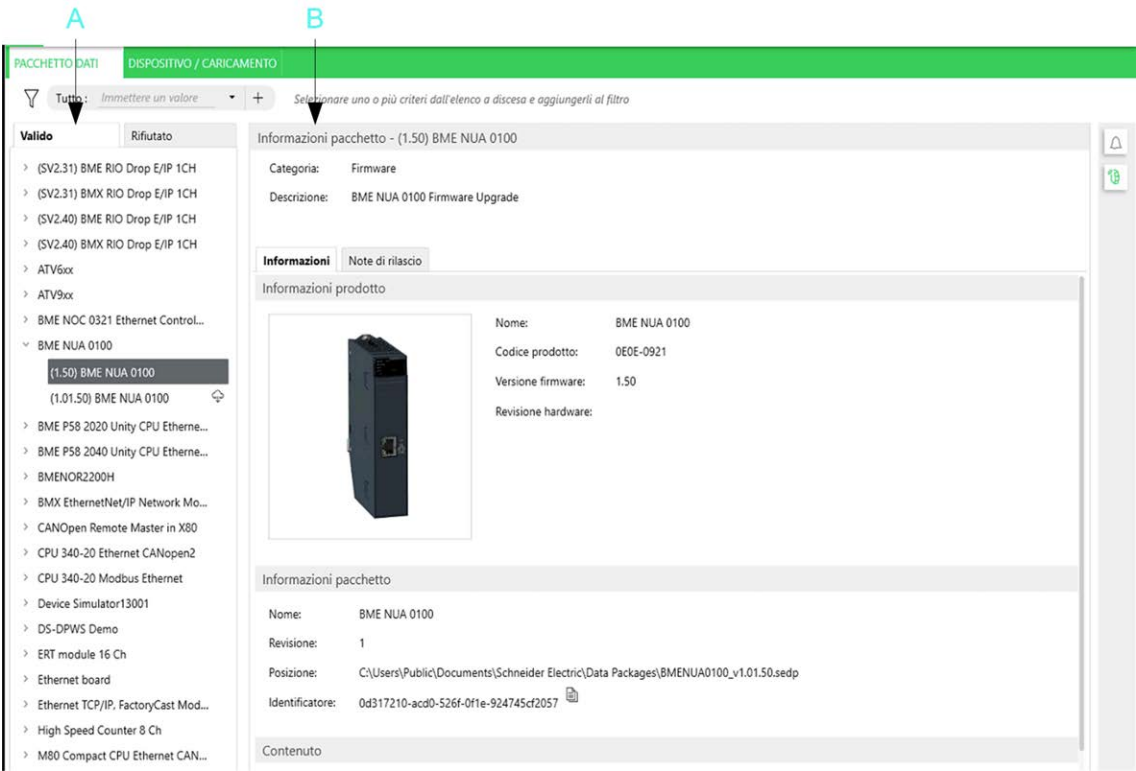 A
B
PACCHETTO DATI
DISPOSITIVO / CARICAMENTO
Tutto : Immettere un valore
Selezionare uno o più criteri dall'elenco a discesa e aggiungerli al filtro
Valido
Rifiutato
(SV2.31) BME RIO Drop E/IP 1CH
(SV2.31) BMX RIO Drop E/IP 1CH
(SV2.40) BME RIO Drop E/IP 1CH
(SV2.40) BMX RIO Drop E/IP 1CH
ATV6xx
ATV9xx
BME NOC 0321 Ethernet Control...
BME NUA 0100
(1.50) BME NUA 0100
(1.01.50) BME NUA 0100
BME P58 2020 Unity CPU Etherne...
BME P58 2040 Unity CPU Etherne...
BMENOR2200H
BMX EthernetNet/IP Network Mo...
CANOpen Remote Master in X80
CPU 340-20 Ethernet CANopen2
CPU 340-20 Modbus Ethernet
Device Simulator13001
DS-DPWS Demo
ERT module 16 Ch
Ethernet board
Ethernet TCP/IP, FactoryCast Mod...
High Speed Counter 8 Ch
M80 Compact CPU Ethernet CAN...
Informazioni pacchetto - (1.50) BME NUA 0100
Categoria: Firmware
Descrizione: BME NUA 0100 Firmware Upgrade
Informazioni
Note di rilascio
Informazioni prodotto
Nome: BME NUA 0100
Codice prodotto: 0E0E-0921
Versione firmware: 1.50
Revisione hardware:
Informazioni pacchetto
Nome: BME NUA 0100
Revisione: 1
Posizione: C:\Users\Public\Documents\Schneider Electric\Data Packages\BMENUA0100_v1.01.50.sedp
Identificatore: 0d317210-acd0-526f-0f1e-924745cf2057
Contenuto